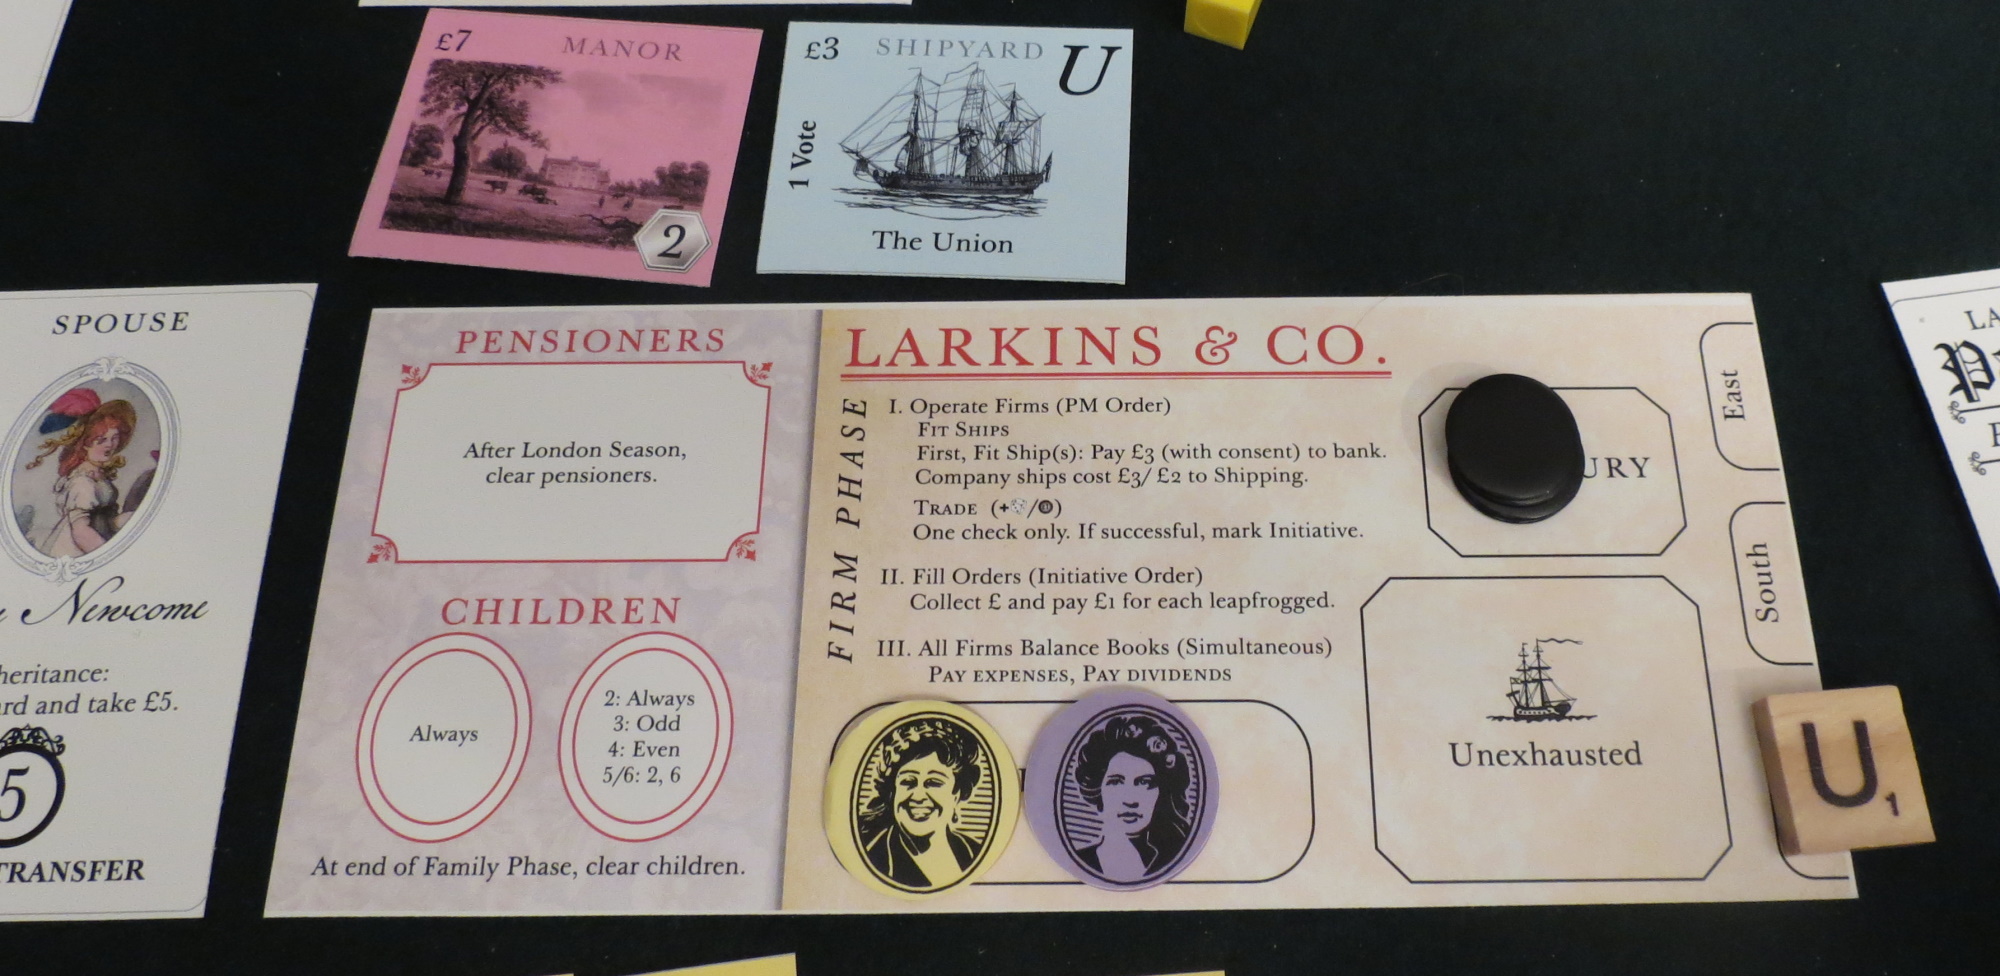 £7 MANOR
2
£3 SHIPYARD U
1 Vote
The Union
SPOUSE
Newcome
rd and take £5.
5
TRANSFER
PENSIONERS
After London Season,
clear pensioners.
CHILDREN
Always
2: Always
3: Odd
4: Even
5/6: 2, 6
At end of Family Phase, clear children.
LARKINS & CO.
FIRM PHASE
I. Operate Firms (PM Order)
FIT SHIPS
First, Fit Ship(s): Pay £3 (with consent) to bank.
Company ships cost £3/ £2 to Shipping.
TRADE (+ / )
One check only. If successful, mark Initiative.
II. Fill Orders (Initiative Order)
Collect £ and pay £1 for each leapfrogged.
III. All Firms Balance Books (Simultaneous)
PAY EXPENSES, PAY DIVIDENDS
URY
Unexhausted
East
South
U1
LA